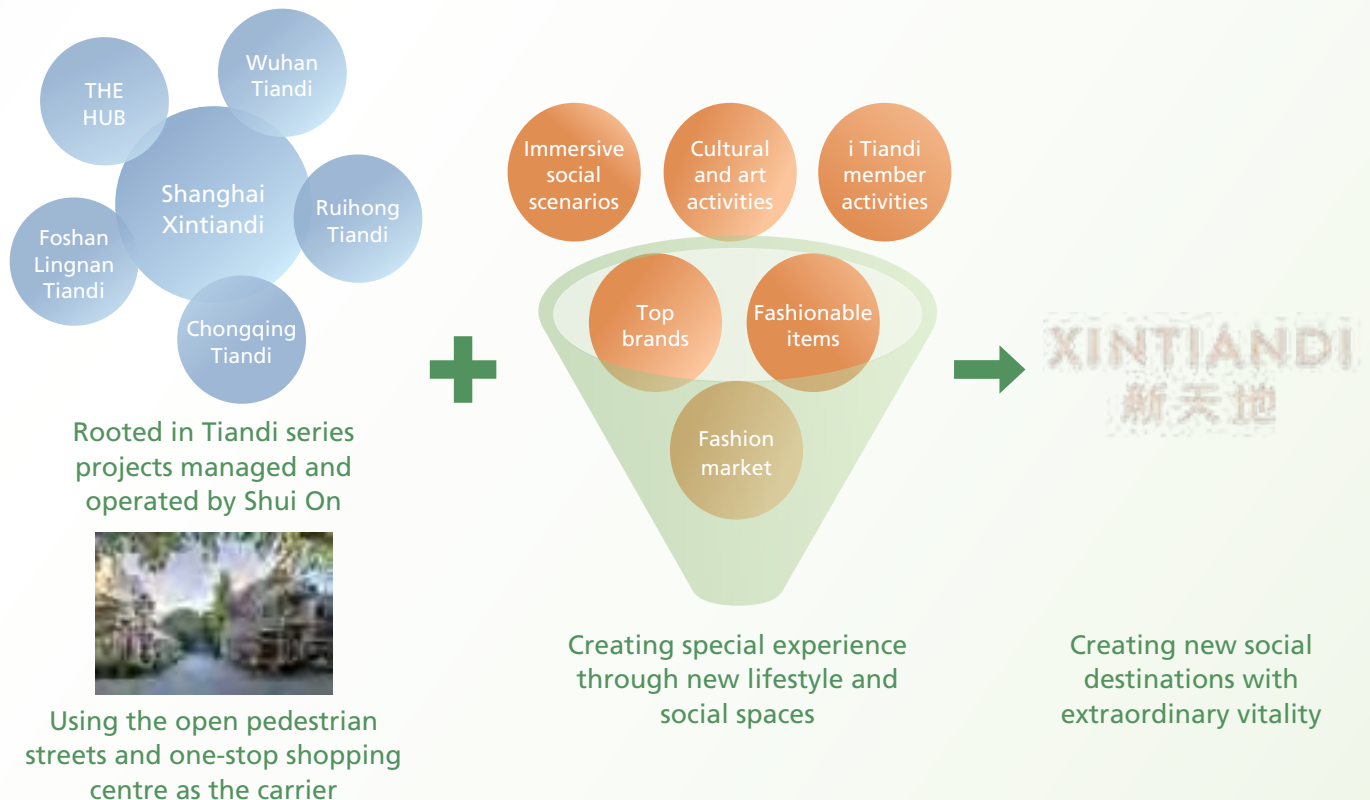 THE
HUB
Wuhan
Tiandi
Shanghai
Xintiandi
Ruihong
Tiandi
Foshan
Lingnan
Tiandi
Chongqing
Tiandi
Rooted in Tiandi series
projects managed and
operated by Shui On
Using the open pedestrian
streets and one-stop shopping
centre as the carrier
Immersive
social
scenarios
Cultural
and art
activities
i Tiandi
member
activities
Top
brands
Fashionable
items
Fashion
market
Creating special experience
through new lifestyle and
social spaces
XINTIANDI
新天地
Creating new social
destinations with
extraordinary vitality